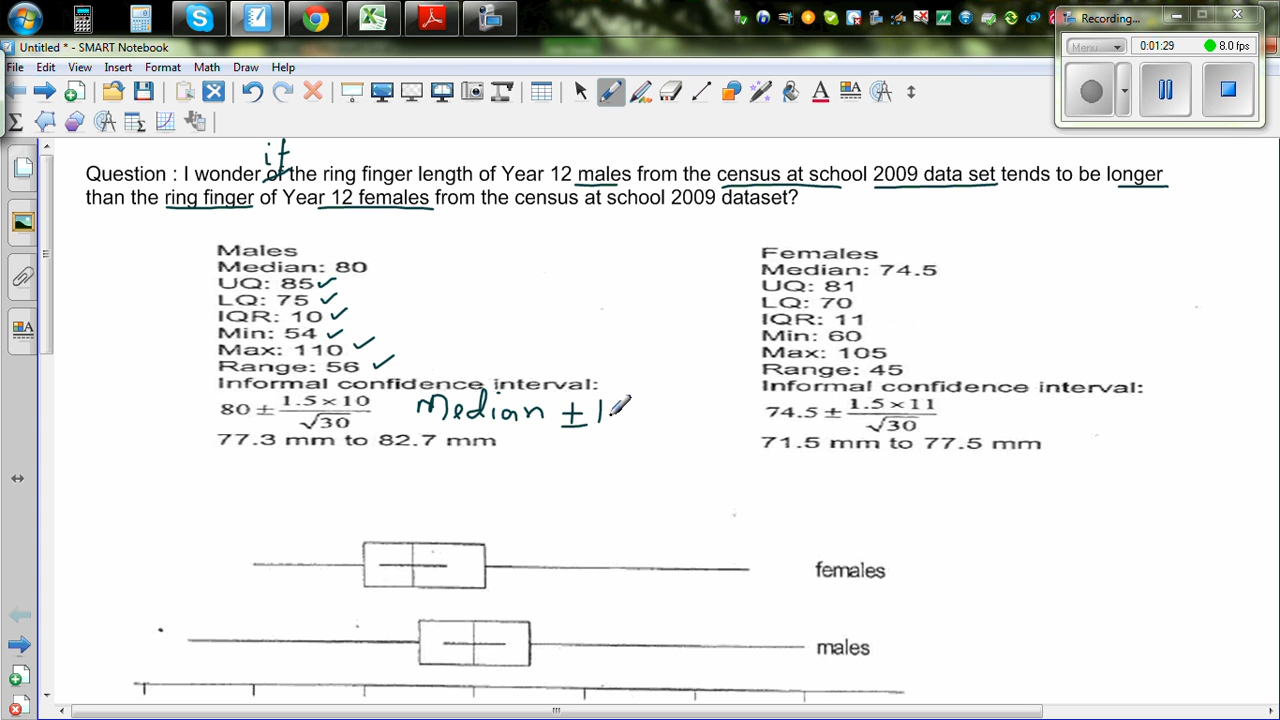 Recording...
Untitled * - SMART Notebook
Menu
0:01:29
8.0 fps
File Edit View Insert Format Math Draw Help
if
Question : I wonder of the ring finger length of Year 12 males from the census at school 2009 data set tends to be longer
than the ring finger of Year 12 females from the census at school 2009 dataset?
Males
Median: 80
UQ: 85
LQ: 75
IQR: 10
Min: 54
Max: 110
Range: 56
Informal confidence interval:
80 ± 1.5 × 10 / √30
Median ± 1
77.3 mm to 82.7 mm
Females
Median: 74.5
UQ: 81
LQ: 70
IQR: 11
Min: 60
Max: 105
Range: 45
Informal confidence interval:
74.5 ± 1.5 × 11 / √30
71.5 mm to 77.5 mm
females
males